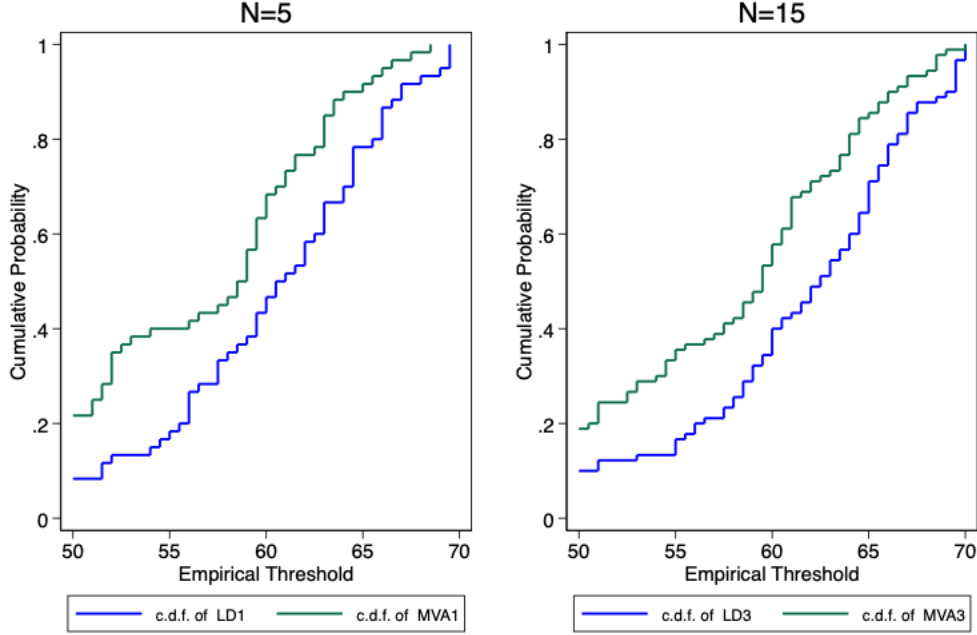 N=5
Cumulative Probability
1
.8
.6
.4
.2
0
50 55 60 65 70
Empirical Threshold
c.d.f. of LD1 c.d.f. of MVA1
N=15
Cumulative Probability
1
.8
.6
.4
.2
0
50 55 60 65 70
Empirical Threshold
c.d.f. of LD3 c.d.f. of MVA3